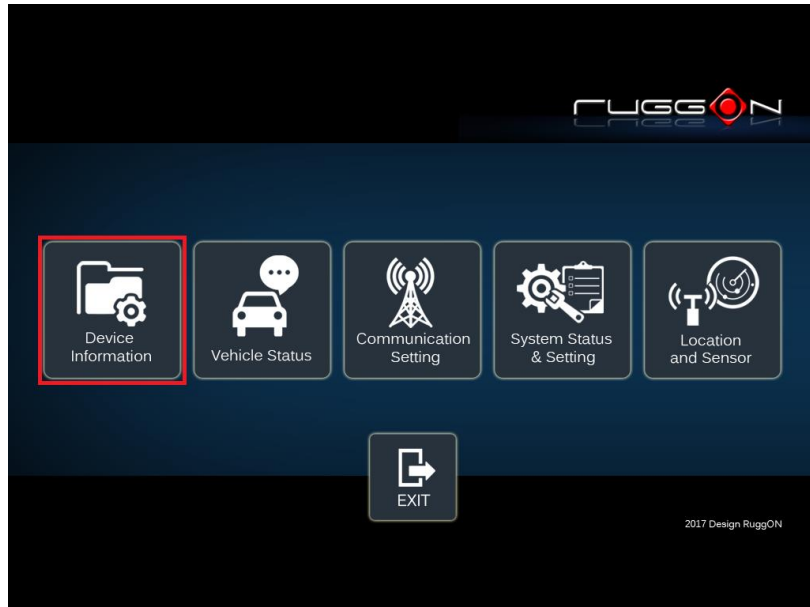 RUGGON
Device
Information
Vehicle Status
Communication
Setting
System Status
& Setting
Location
and Sensor
EXIT
2017 Design RuggON